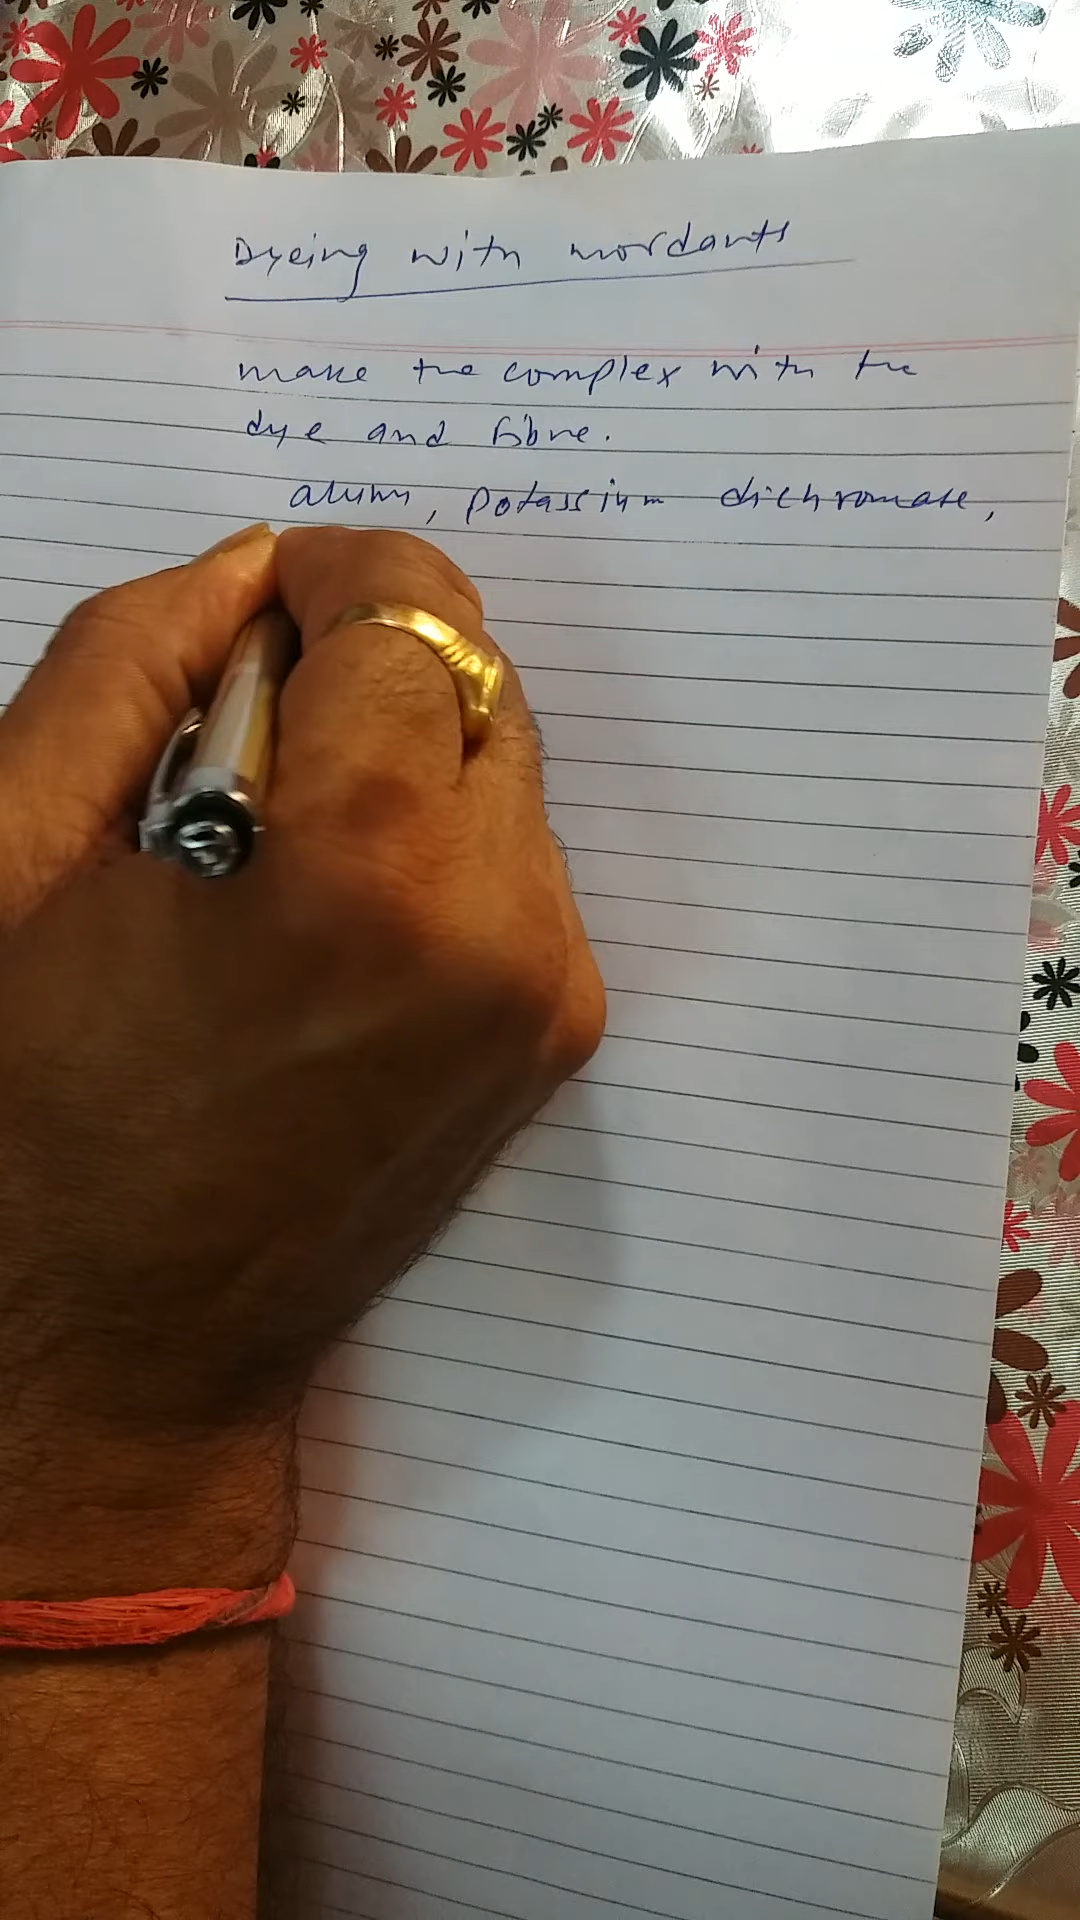 Dyeing with mordants
make the complex with the
dye and fibre.
alum, potassium dichromate,